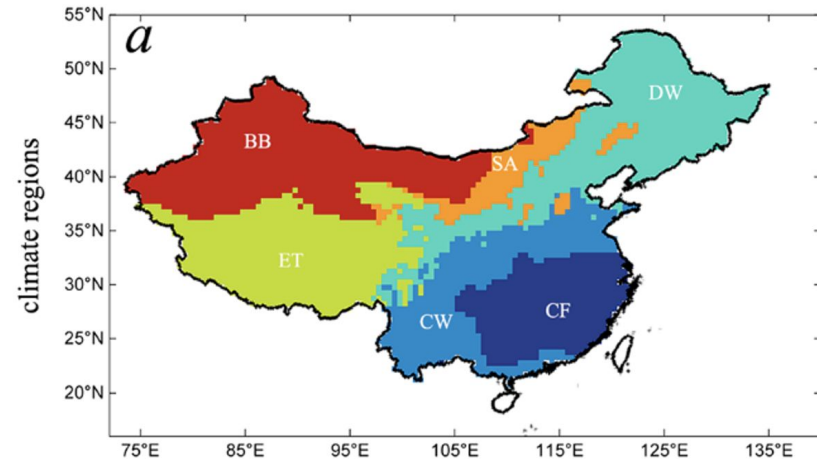 a
climate regions
55°N
50°N
45°N
40°N
35°N
30°N
25°N
20°N
BB
DW
SA
ET
CW
CF
75°E 85°E 95°E 105°E 115°E 125°E 135°E